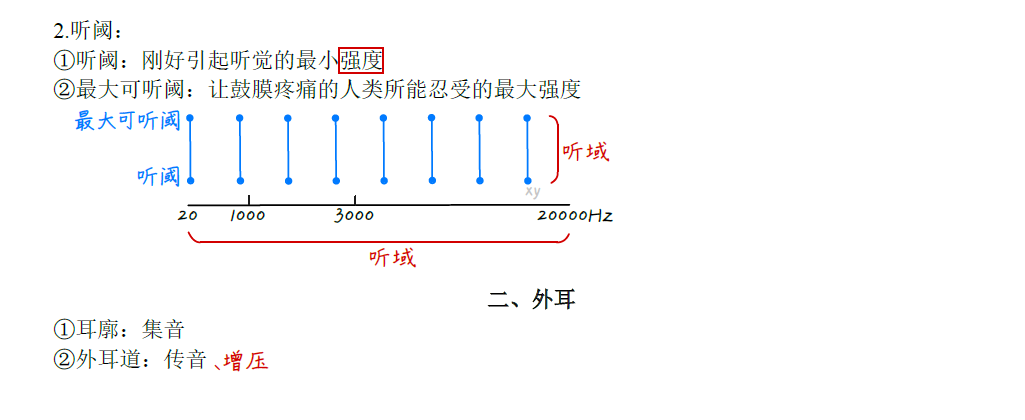 2.听阈：
①听阈：刚好引起听觉的最小强度
②最大可听阈：让鼓膜疼痛的人类所能忍受的最大强度
最大可听阈
听域
听阈
xy
20 1000 3000 20000Hz
听域
二、外耳
①耳廓：集音
②外耳道：传音、增压